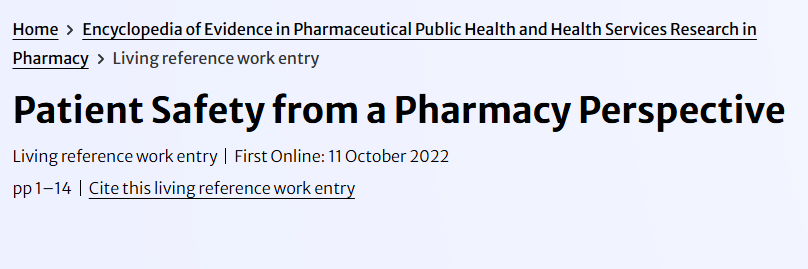 Home > Encyclopedia of Evidence in Pharmaceutical Public Health and Health Services Research in
Pharmacy > Living reference work entry
Patient Safety from a Pharmacy Perspective
Living reference work entry | First Online: 11 October 2022
pp 1–14 | Cite this living reference work entry